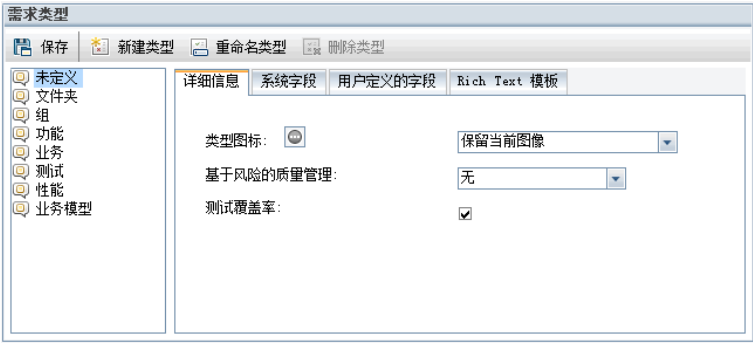 需求类型
保存 新建类型 重命名类型 删除类型
未定义
文件夹
组
功能
业务
测试
性能
业务模型
详细信息 系统字段 用户定义的字段 Rich Text 模板
类型图标: 保留当前图像
基于风险的质量管理: 无
测试覆盖率: